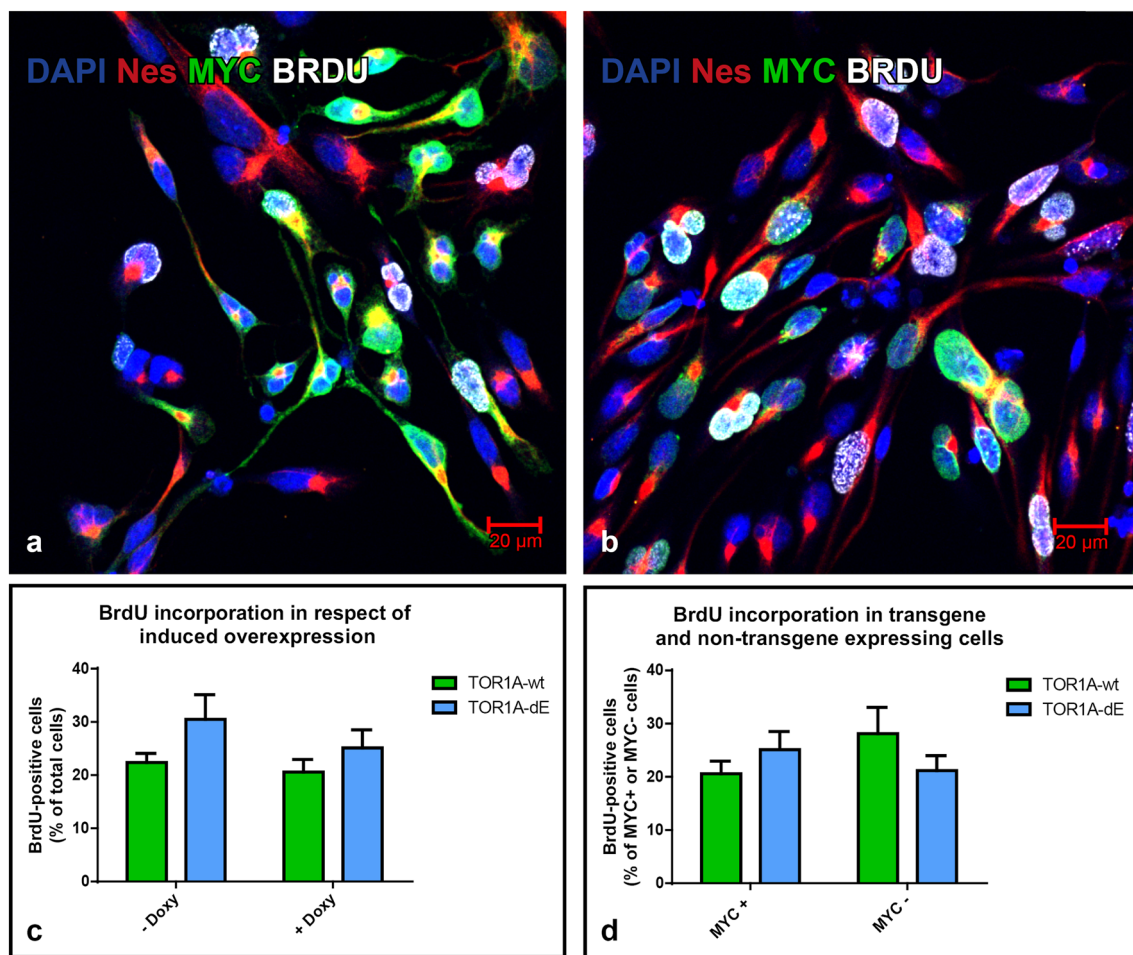 DAPI Nes MYC BRDU
20 µm
a
DAPI Nes MYC BRDU
20 µm
b
BrdU incorporation in respect of
induced overexpression
BrdU-positive cells
(% of total cells)
40
30
20
10
0
- Doxy
+ Doxy
TOR1A-wt
TOR1A-dE
c
BrdU incorporation in transgene
and non-transgene expressing cells
BrdU-positive cells
(% of MYC+ or MYC- cells)
40
30
20
10
0
MYC +
MYC -
TOR1A-wt
TOR1A-dE
d